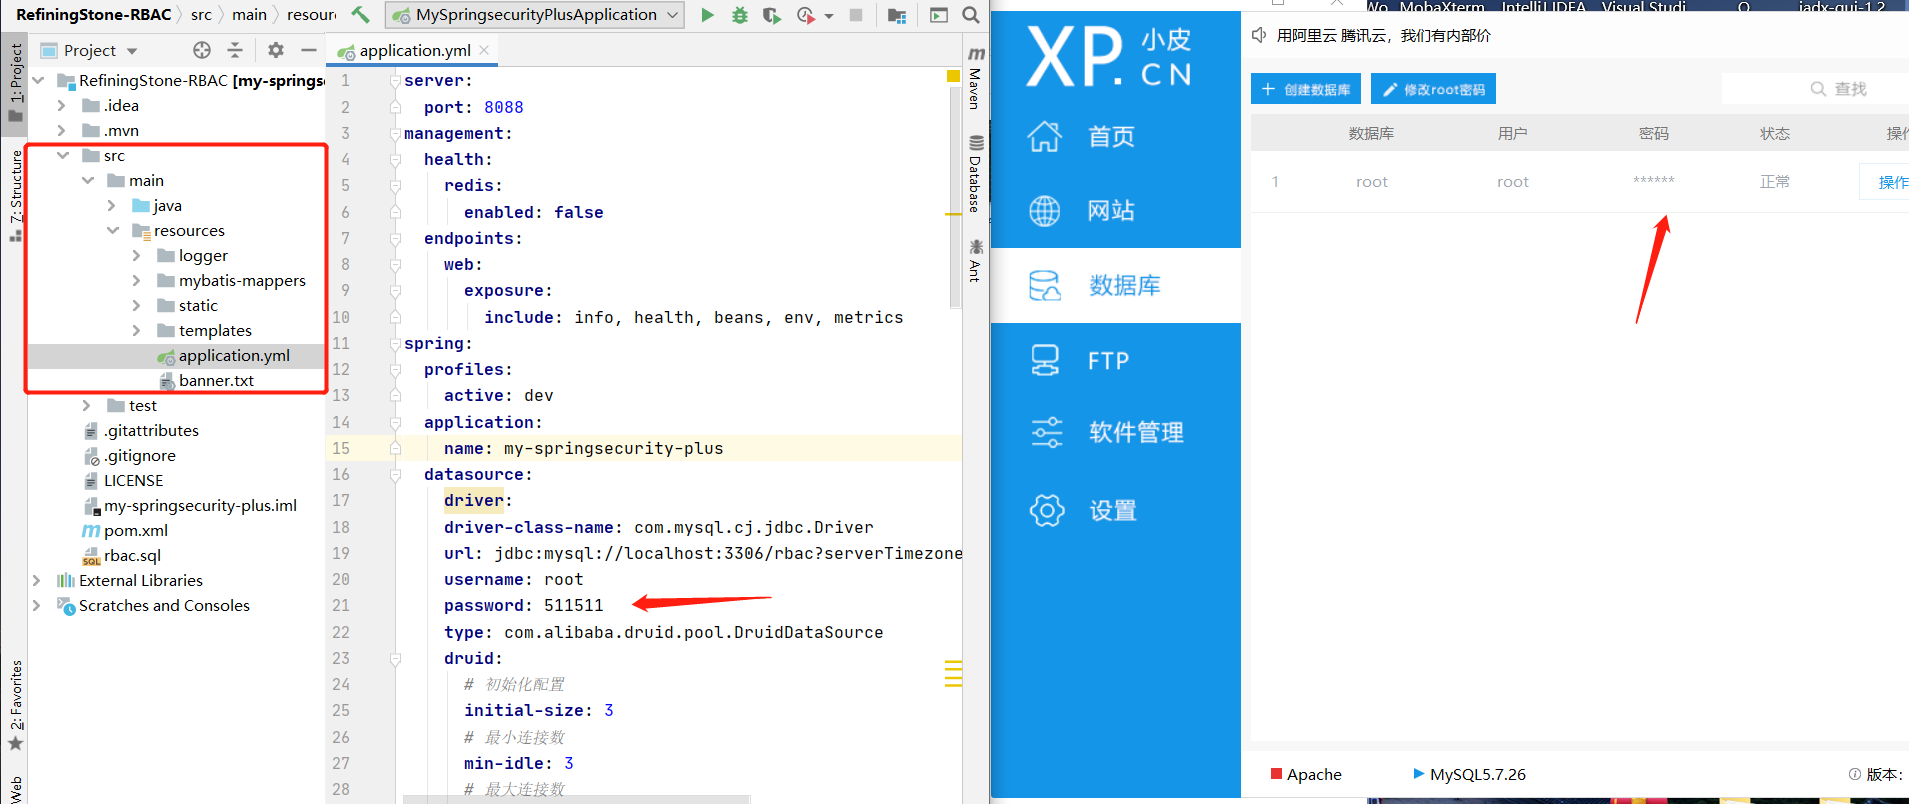 RefiningStone-RBAC
src
main
resour
MySpringsecurityPlusApplication
1: Project
7: Structure
2: Favorites
Web
Project
RefiningStone-RBAC [my-springse
.idea
.mvn
src
main
java
resources
logger
mybatis-mappers
static
templates
application.yml
banner.txt
test
.gitattributes
.gitignore
LICENSE
my-springsecurity-plus.iml
pom.xml
rbac.sql
External Libraries
Scratches and Consoles
application.yml
1 server:
2 port: 8088
3 management:
4 health:
5 redis:
6 enabled: false
7 endpoints:
8 web:
9 exposure:
10 include: info, health, beans, env, metrics
11 spring:
12 profiles:
13 active: dev
14 application:
15 name: my-springsecurity-plus
16 datasource:
17 driver:
18 driver-class-name: com.mysql.cj.jdbc.Driver
19 url: jdbc:mysql://localhost:3306/rbac?serverTimezone
20 username: root
21 password: 511511
22 type: com.alibaba.druid.pool.DruidDataSource
23 druid:
24 # 初始化配置
25 initial-size: 3
26 # 最小连接数
27 min-idle: 3
28 # 最大连接数
Maven
Database
Ant
Wo MobaXterm IntelliJ IDEA Visual Studi jadx-gui-1.2
XP. 小皮
CN
首页
网站
数据库
FTP
软件管理
设置
用阿里云 腾讯云，我们有内部价
创建数据库
修改root密码
查找
数据库 用户 密码 状态 操作
1 root root ****** 正常 操作
Apache
MySQL5.7.26
版本: